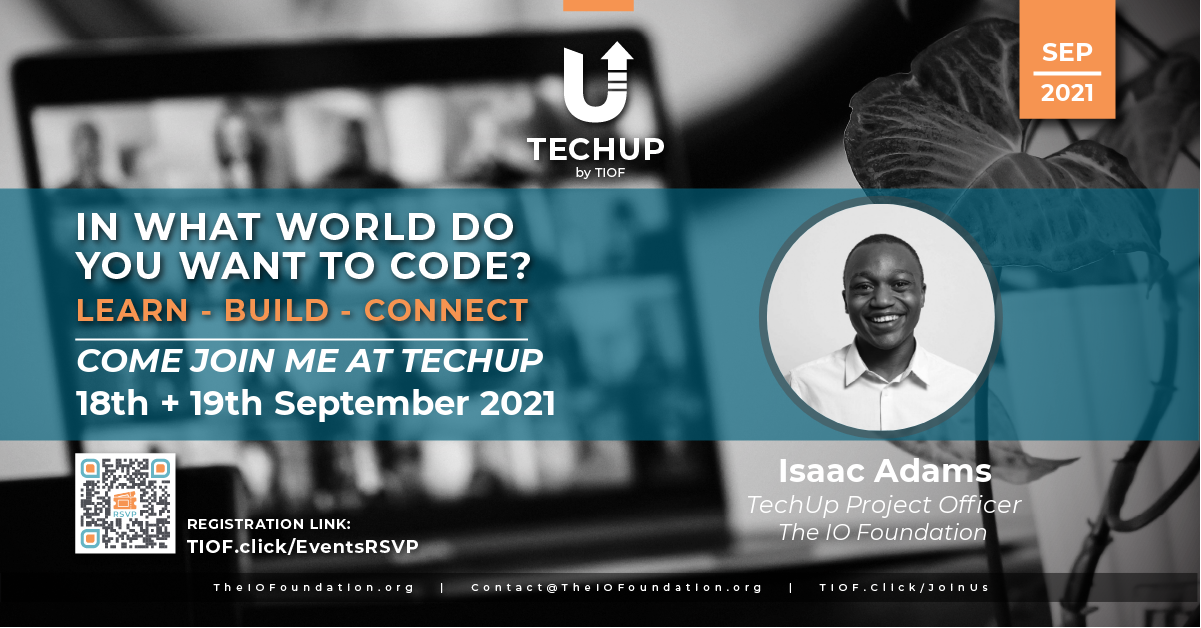 SEP
2021
TECHUP
by TIOF
IN WHAT WORLD DO
YOU WANT TO CODE?
LEARN - BUILD - CONNECT
COME JOIN ME AT TECHUP
18th + 19th September 2021
Isaac Adams
TechUp Project Officer
The IO Foundation
RSVP
REGISTRATION LINK:
TIOF.click/EventsRSVP
TheIOFoundation.org | Contact@TheIOFoundation.org | TIOF.Click/JoinUs